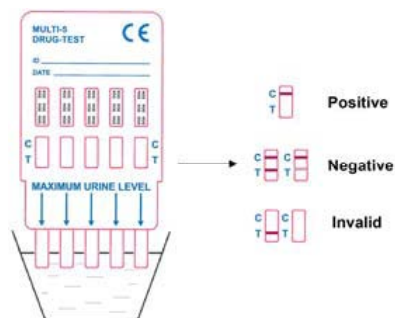 MULTI-5
DRUG-TEST
CE
ID
DATE
C
T
C
T
MAXIMUM URINE LEVEL
C
T
Positive
C
T
C
T
Negative
C
T
C
T
Invalid